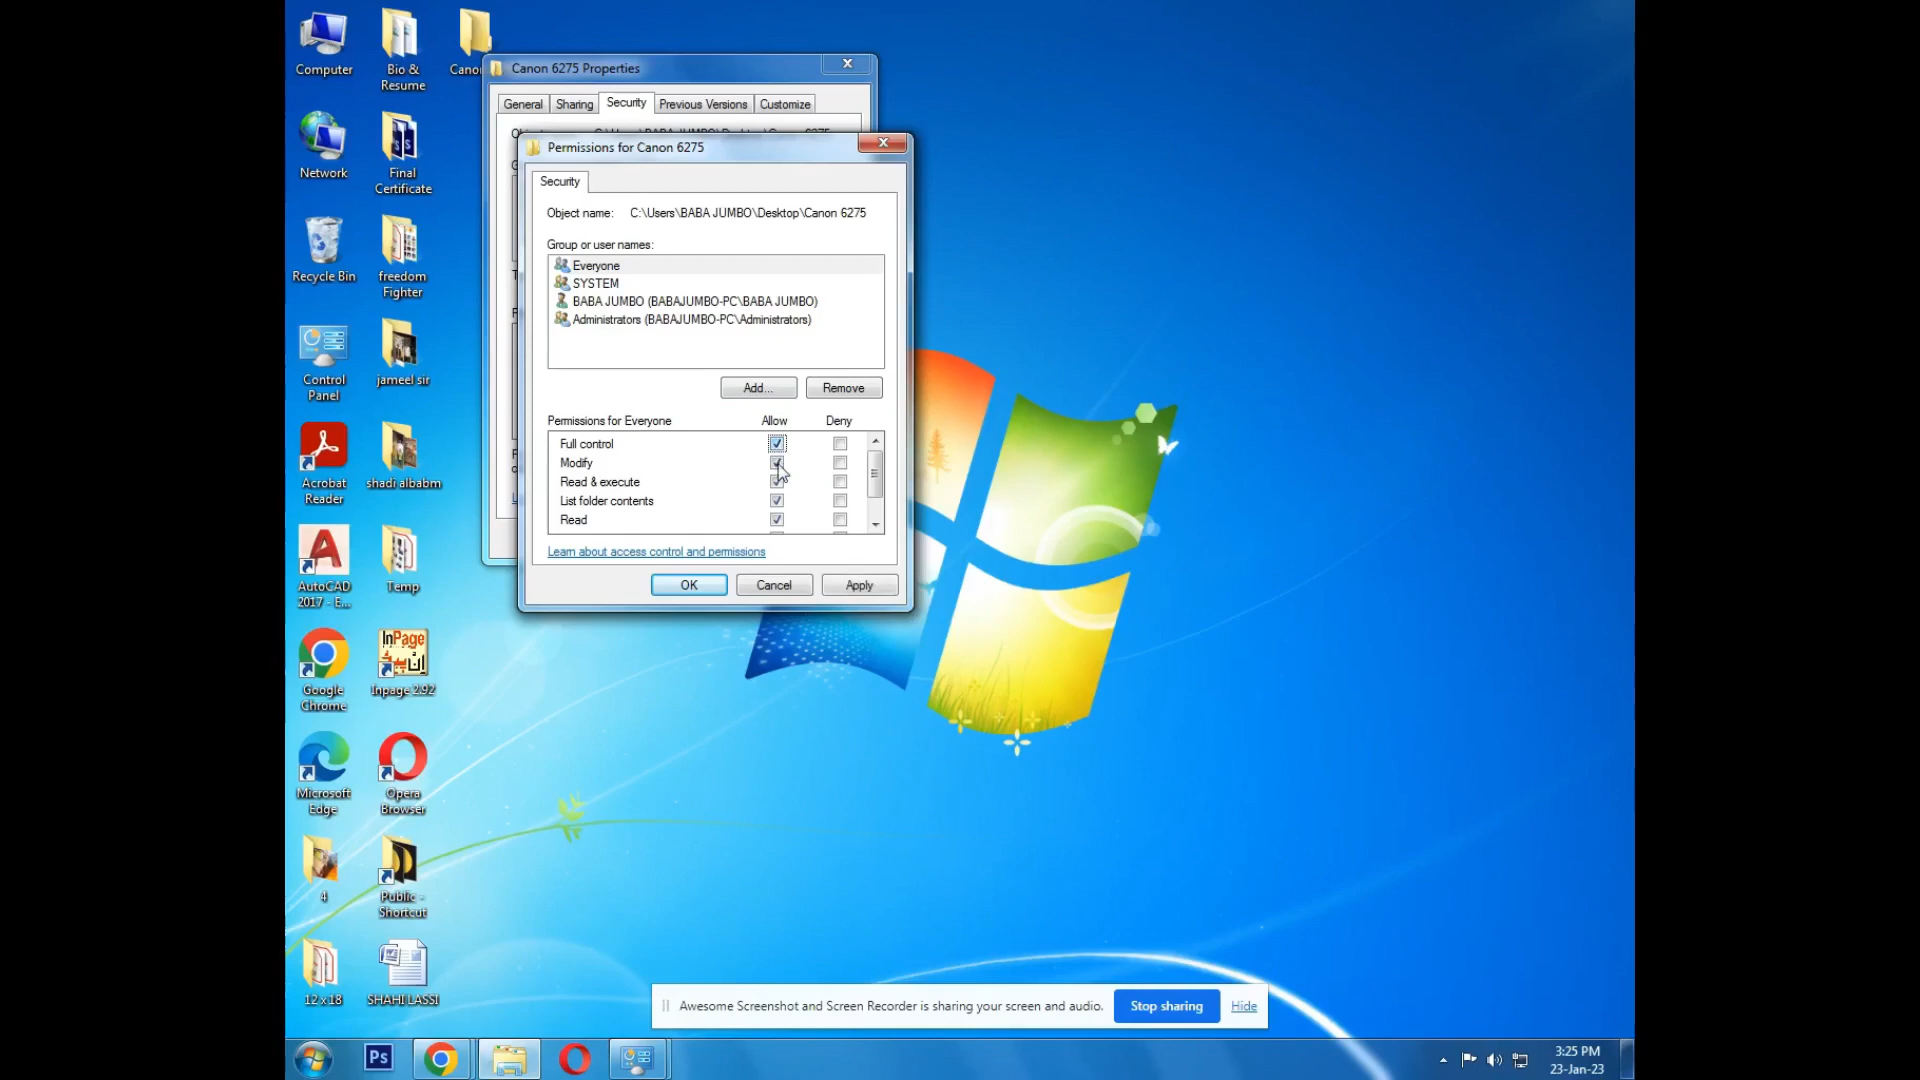 Computer
Bio &
Resume
Network
Final
Certificate
Recycle Bin
freedom
Fighter
Control
Panel
jameel sir
Acrobat
Reader
shadi albabm
AutoCAD
2017 - E...
Temp
InPage
Google
Chrome
Inpage 2.92
Microsoft
Edge
Opera
Browser
4
Public -
Shortcut
12 x 18
SHAHI LASSI
Canon 6275 Properties
General Sharing Security Previous Versions Customize
Permissions for Canon 6275
Security
Object name: C:\Users\BABA JUMBO\Desktop\Canon 6275
Group or user names:
Everyone
SYSTEM
BABA JUMBO (BABAJUMBO-PC\BABA JUMBO)
Administrators (BABAJUMBO-PC\Administrators)
Add... Remove
Permissions for Everyone Allow Deny
Full control
Modify
Read & execute
List folder contents
Read
Learn about access control and permissions
OK Cancel Apply
Awesome Screenshot and Screen Recorder is sharing your screen and audio. Stop sharing Hide
Ps
3:25 PM
23-Jan-23